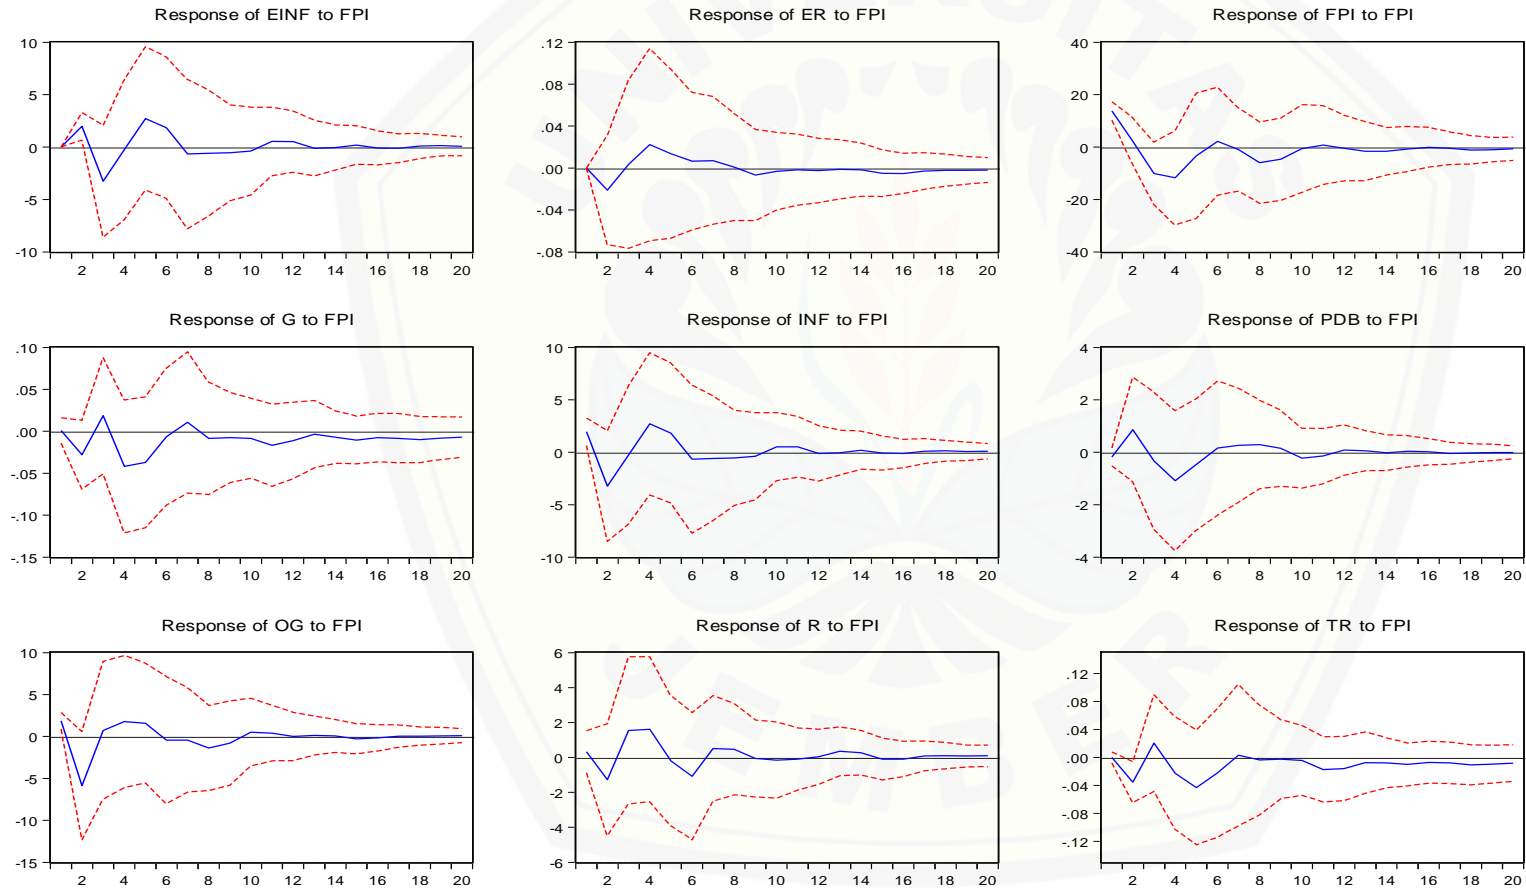 Response of EINF to FPI
10
5
0
-5
-10
2 4 6 8 10 12 14 16 18 20
Response of ER to FPI
.12
.08
.04
.00
-.04
-.08
2 4 6 8 10 12 14 16 18 20
Response of FPI to FPI
40
20
0
-20
-40
2 4 6 8 10 12 14 16 18 20
Response of G to FPI
.10
.05
.00
-.05
-.10
-.15
2 4 6 8 10 12 14 16 18 20
Response of INF to FPI
10
5
0
-5
-10
2 4 6 8 10 12 14 16 18 20
Response of PDB to FPI
4
2
0
-2
-4
2 4 6 8 10 12 14 16 18 20
Response of OG to FPI
10
5
0
-5
-10
-15
2 4 6 8 10 12 14 16 18 20
Response of R to FPI
6
4
2
0
-2
-4
-6
2 4 6 8 10 12 14 16 18 20
Response of TR to FPI
.12
.08
.04
.00
-.04
-.08
-.12
2 4 6 8 10 12 14 16 18 20
UNIVERSITAS
JEMBER